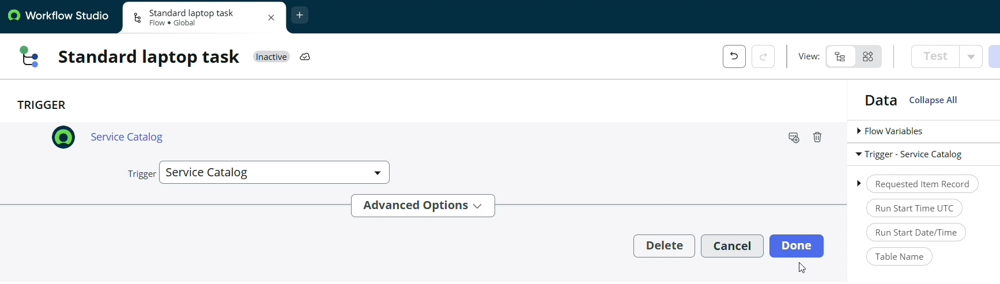 Workflow Studio
Standard laptop task
Flow • Global
Standard laptop task
Inactive
View:
Test
TRIGGER
Service Catalog
Trigger
Service Catalog
Advanced Options
Delete
Cancel
Done
Data
Collapse All
Flow Variables
Trigger - Service Catalog
Requested Item Record
Run Start Time UTC
Run Start Date/Time
Table Name